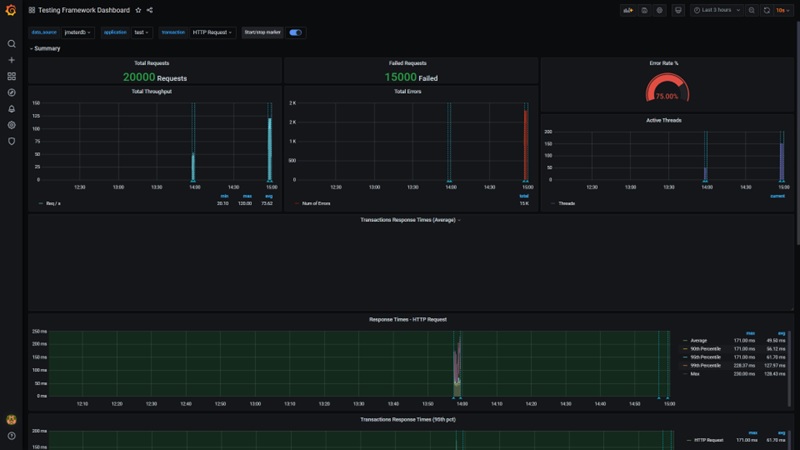 Testing Framework Dashboard
Last 3 hours
10s
data_source jmeterdb application test transaction HTTP Request Start/stop marker
Summary
Total Requests
20000 Requests
Failed Requests
15000 Failed
Error Rate %
75.00%
Total Throughput
150
125
100
75
50
25
0
12:30 13:00 13:30 14:00 14:30 15:00
min max avg
Req / s 20.10 120.00 72.62
Total Errors
2 K
2 K
1 K
600
0
12:30 13:00 13:30 14:00 14:30 15:00
total
Num of Errors 15 K
Active Threads
200
150
100
50
0
12:30 13:00 13:30 14:00 14:30 15:00
current
Threads
Transactions Response Times (Average)
Response Times - HTTP Request
250 ms
200 ms
150 ms
100 ms
50 ms
0 ms
12:10 12:20 12:30 12:40 12:50 13:00 13:10 13:20 13:30 13:40 13:50 14:00 14:10 14:20 14:30 14:40 14:50 15:00
max avg
Average 171.00 ms 49.50 ms
90th Percentile 171.00 ms 56.12 ms
95th Percentile 171.00 ms 61.70 ms
99th Percentile 228.37 ms 127.97 ms
Max 230.00 ms 128.43 ms
Transactions Response Times (95th pct)
200 ms
150 ms
max avg
HTTP Request 171.00 ms 61.70 ms